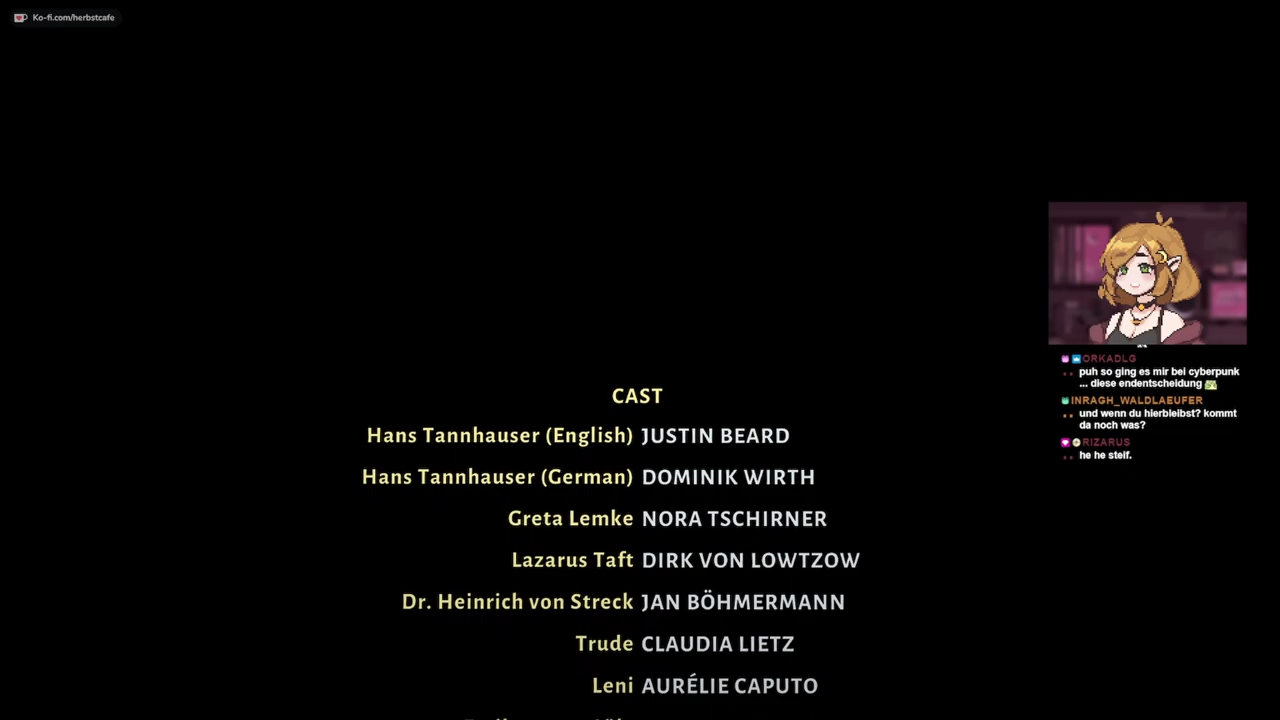 Ko-fi.com/herbstcafe
CAST
Hans Tannhauser (English) JUSTIN BEARD
Hans Tannhauser (German) DOMINIK WIRTH
Greta Lemke NORA TSCHIRNER
Lazarus Taft DIRK VON LOWTZOW
Dr. Heinrich von Streck JAN BÖHMERMANN
Trude CLAUDIA LIETZ
Leni AURÉLIE CAPUTO
ORKADLG
puh so ging es mir bei cyberpunk
... diese endentscheidung
INRAGH_WALDLAEUFER
und wenn du hierbleibst? kommt
da noch was?
RIZARUS
he he steif.